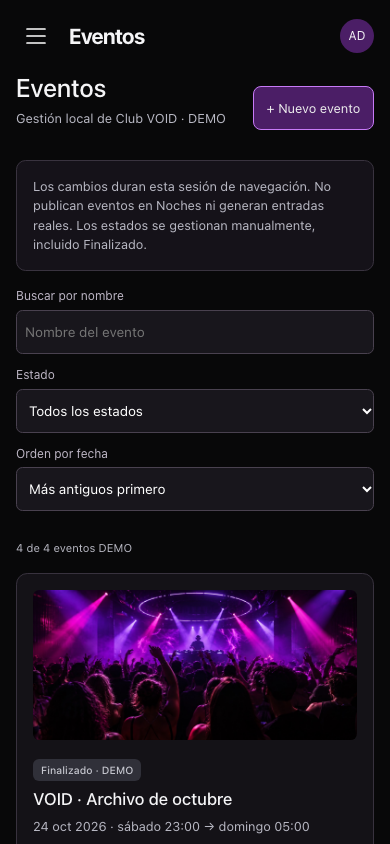 Eventos
AD
Eventos
Gestión local de Club VOID · DEMO
+ Nuevo evento
Los cambios duran esta sesión de navegación. No
publican eventos en Noches ni generan entradas
reales. Los estados se gestionan manualmente,
incluido Finalizado.
Buscar por nombre
Nombre del evento
Estado
Todos los estados
Orden por fecha
Más antiguos primero
4 de 4 eventos DEMO
Finalizado · DEMO
VOID · Archivo de octubre
24 oct 2026 · sábado 23:00 → domingo 05:00